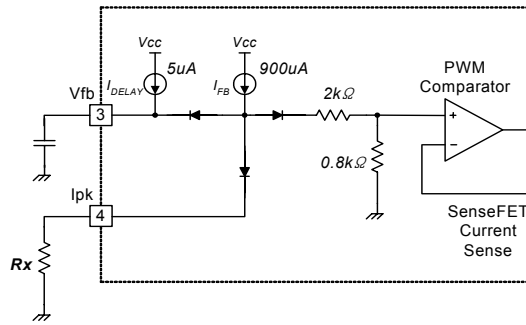 Vcc
Vcc
5uA
900uA
I_DELAY
I_FB
Vfb
3
2kΩ
PWM
Comparator
+
−
0.8kΩ
Ipk
4
SenseFET
Current
Sense
Rx